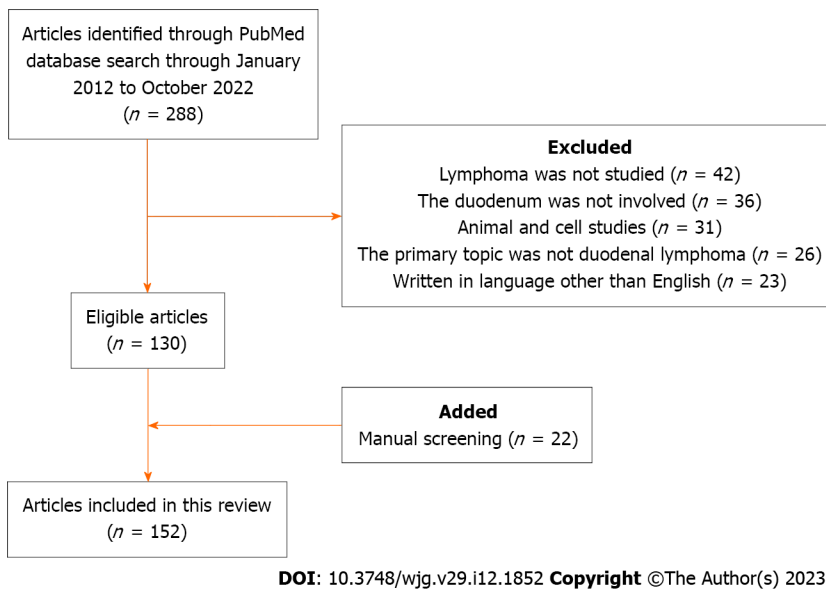 Articles identified through PubMed
database search through January
2012 to October 2022
(n = 288)
Excluded
Lymphoma was not studied (n = 42)
The duodenum was not involved (n = 36)
Animal and cell studies (n = 31)
The primary topic was not duodenal lymphoma (n = 26)
Written in language other than English (n = 23)
Eligible articles
(n = 130)
Added
Manual screening (n = 22)
Articles included in this review
(n = 152)
DOI: 10.3748/wjg.v29.i12.1852 Copyright ©The Author(s) 2023